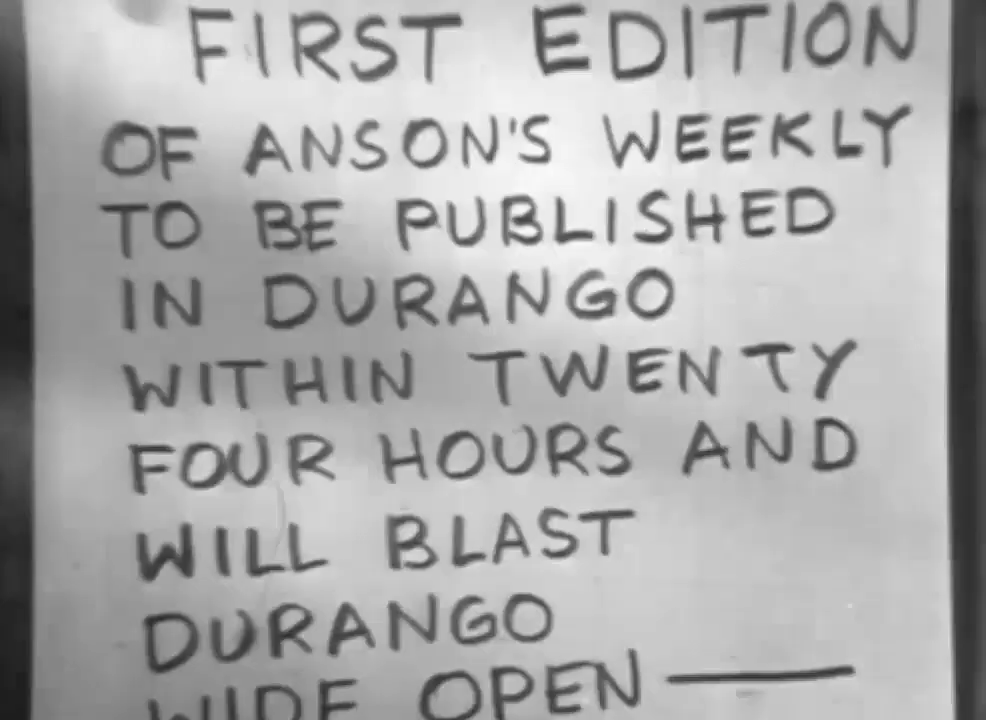 FIRST EDITION
OF ANSON'S WEEKLY
TO BE PUBLISHED
IN DURANGO
WITHIN TWENTY
FOUR HOURS AND
WILL BLAST
DURANGO
WIDE OPEN —